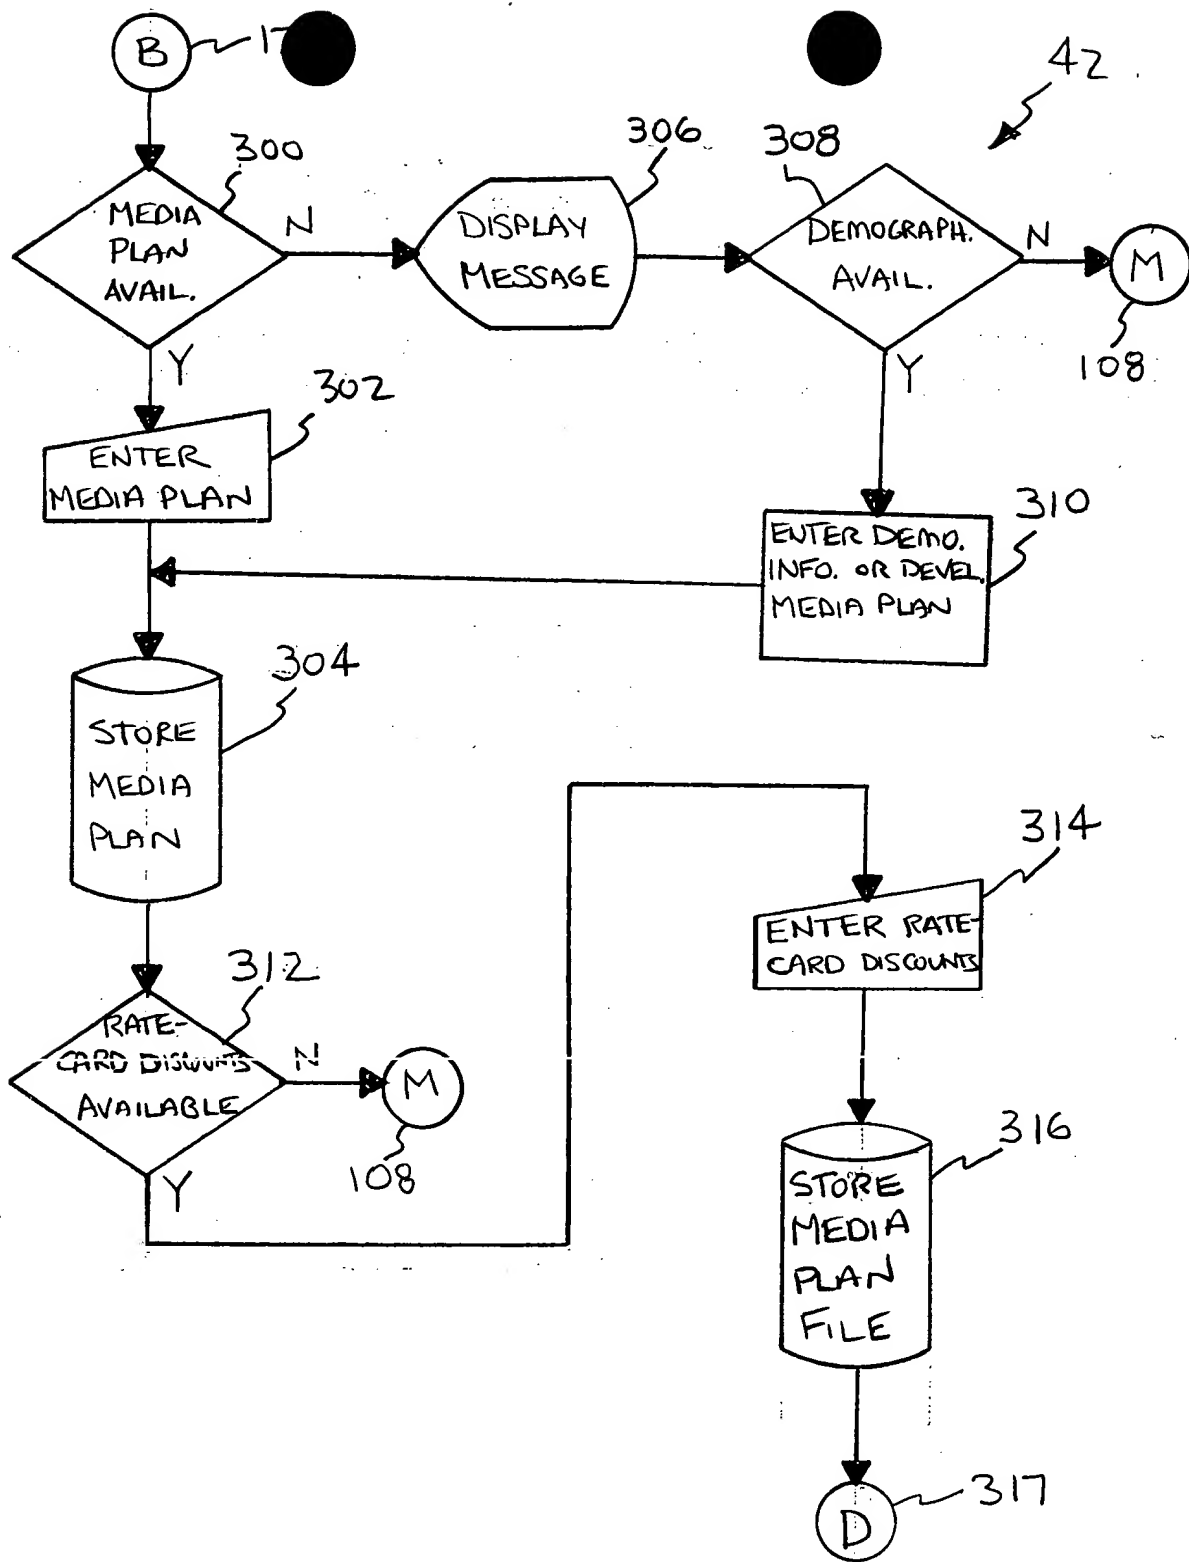 B
17
42
300
MEDIA
PLAN
AVAIL.
N
Y
306
DISPLAY
MESSAGE
308
DEMOGRAPH.
AVAIL.
N
Y
M
108
302
ENTER
MEDIA PLAN
310
ENTER DEMO.
INFO. OR DEVEL.
MEDIA PLAN
304
STORE
MEDIA
PLAN
312
RATE-
CARD DISCOUNTS
AVAILABLE
N
Y
M
108
314
ENTER RATE-
CARD DISCOUNTS
316
STORE
MEDIA
PLAN
FILE
D
317